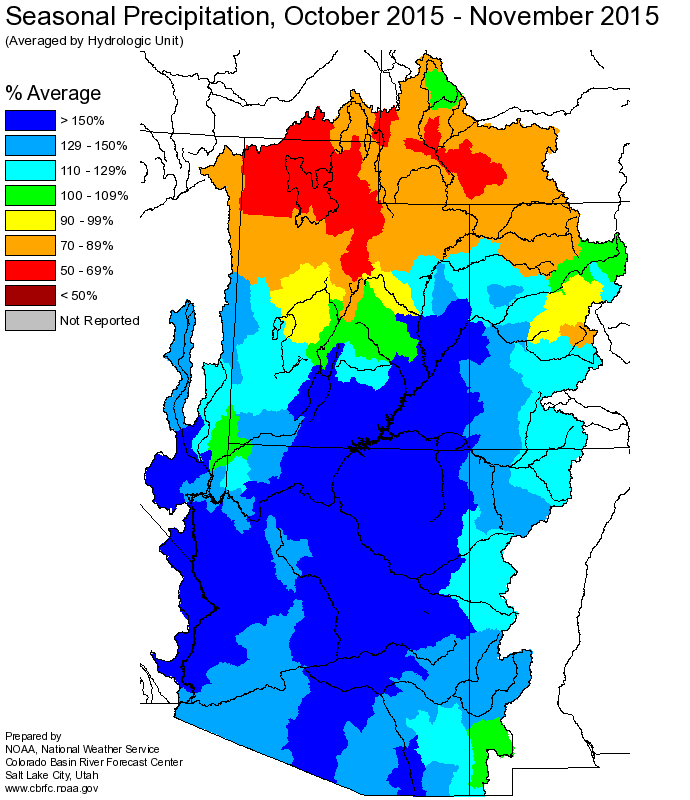 Seasonal Precipitation, October 2015 - November 2015
(Averaged by Hydrologic Unit)
% Average
> 150%
129 - 150%
110 - 129%
100 - 109%
90 - 99%
70 - 89%
50 - 69%
< 50%
Not Reported
Prepared by
NOAA, National Weather Service
Colorado Basin River Forecast Center
Salt Lake City, Utah
www.cbrfc.noaa.gov